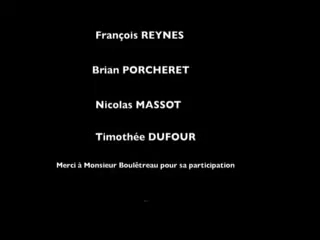 François REYNES
Brian PORCHERET
Nicolas MASSOT
Timothée DUFOUR
Merci à Monsieur Boulêtreau pour sa participation